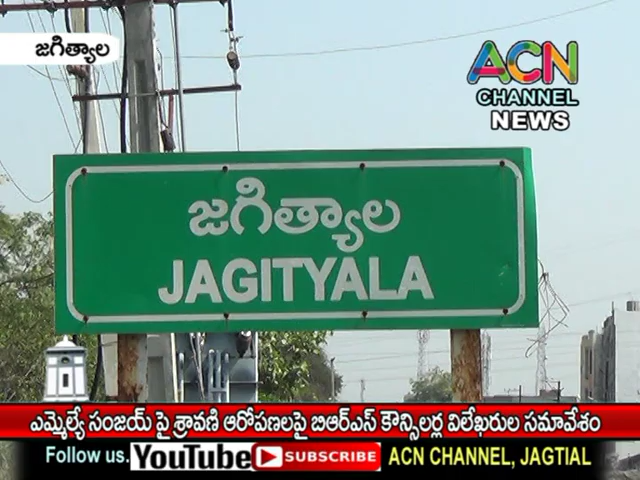 జగిత్యాల
ACN
CHANNEL
NEWS
జగిత్యాల
JAGITYALA
ఎమ్మెల్యే సంజయ్ పై శ్రావణి ఆరోపణలపై బిఆర్ఎస్ కౌన్సిలర్ల విలేఖరుల సమావేశం
Follow us. YouTube SUBSCRIBE ACN CHANNEL, JAGTIAL